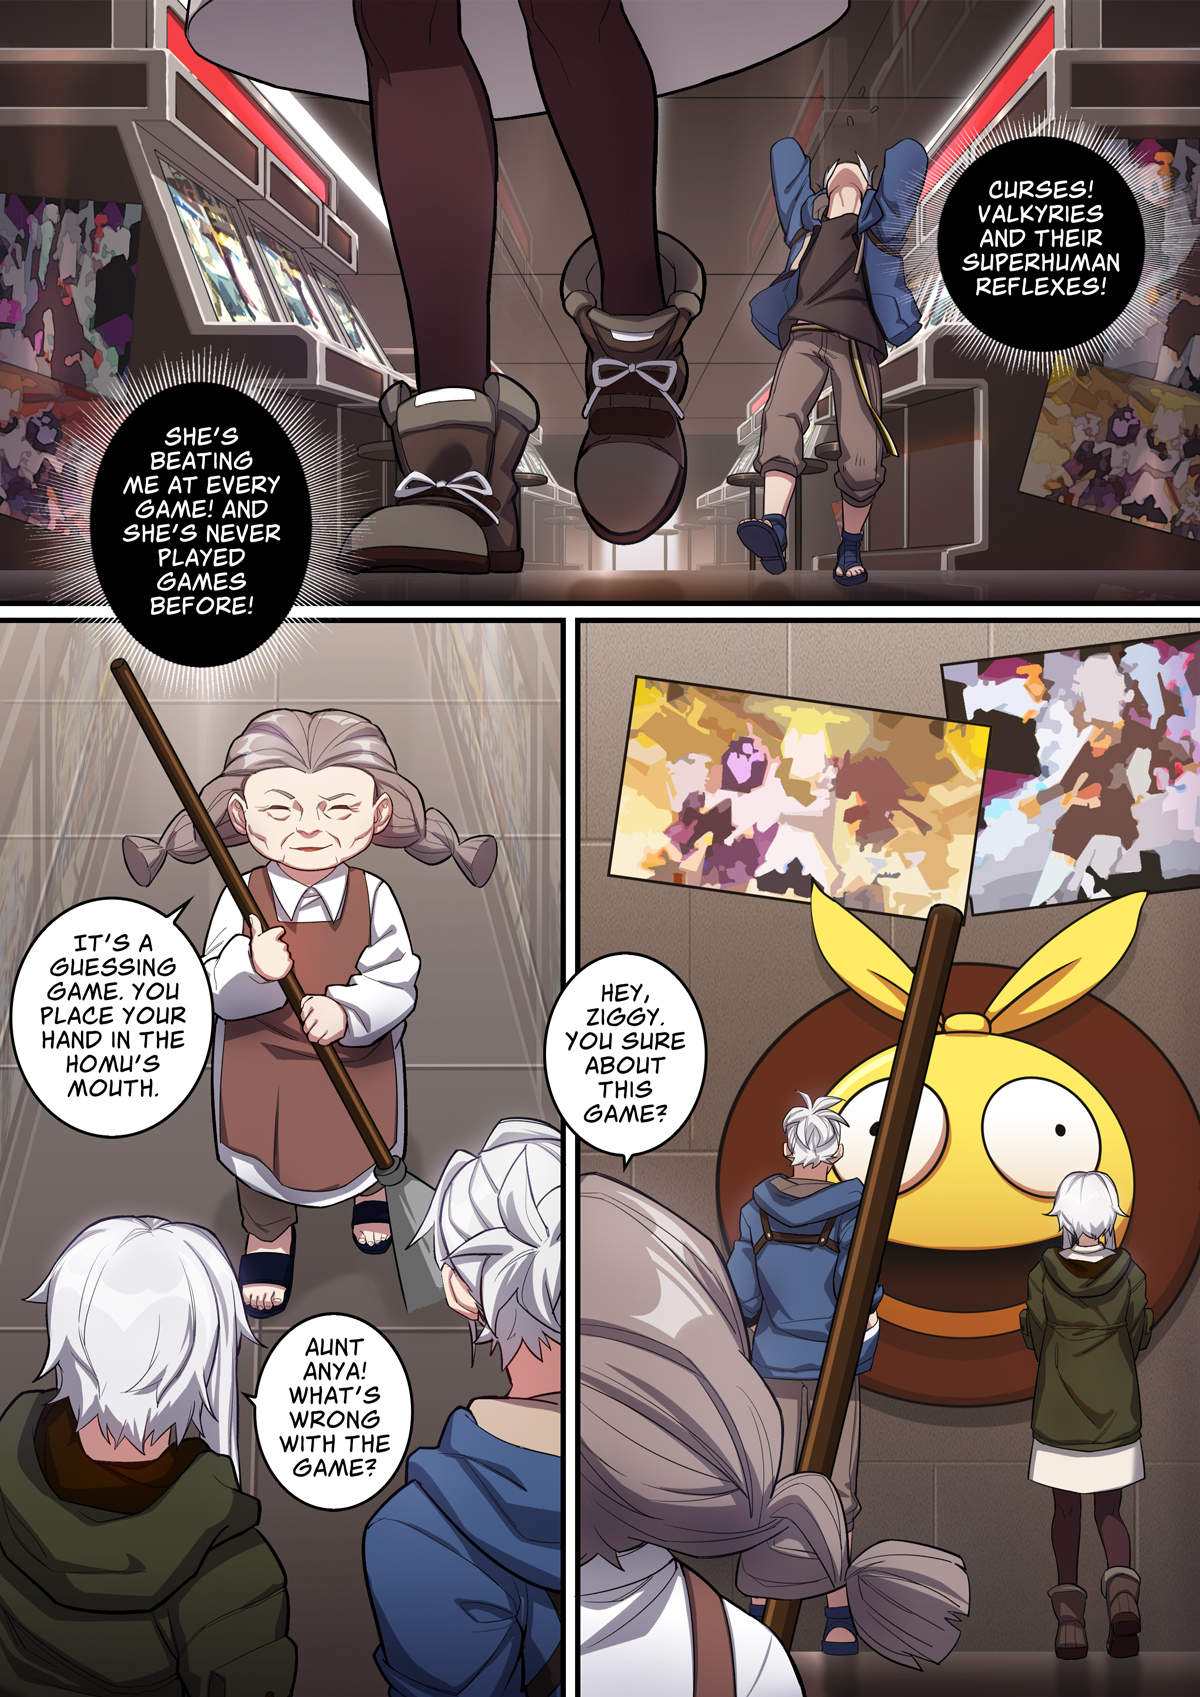 CURSES!
VALKYRIES
AND THEIR
SUPERHUMAN
REFLEXES!
SHE'S
BEATING
ME AT EVERY
GAME! AND
SHE'S NEVER
PLAYED
GAMES
BEFORE!
IT'S A
GUESSING
GAME. YOU
PLACE YOUR
HAND IN THE
HOMU'S
MOUTH.
AUNT
ANYA!
WHAT'S
WRONG
WITH THE
GAME?
HEY,
ZIGGY.
YOU SURE
ABOUT
THIS
GAME?